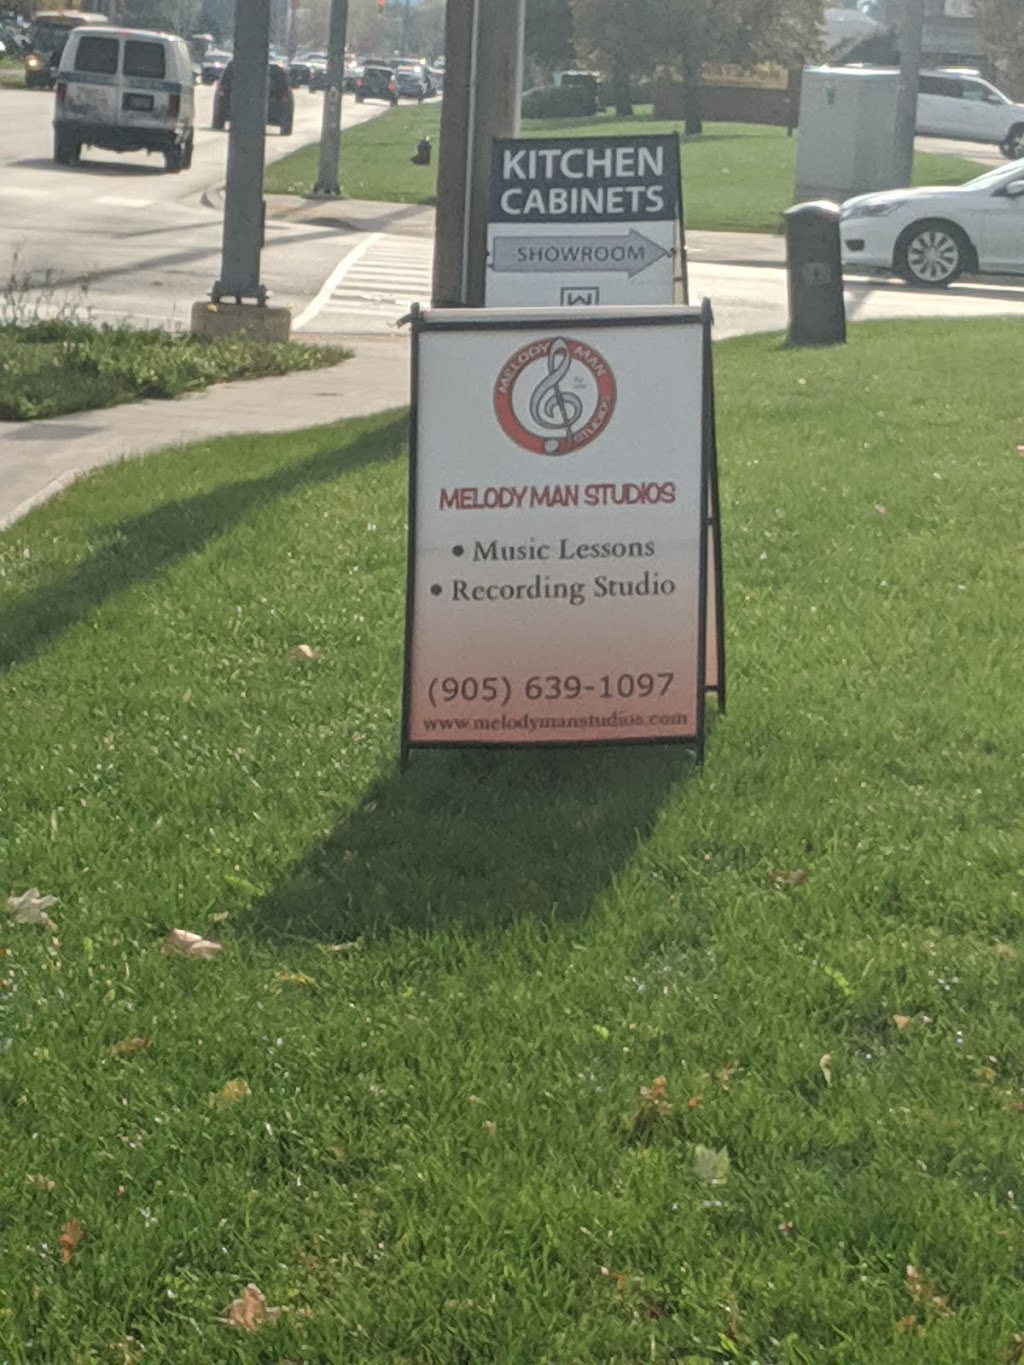 KITCHEN
CABINETS
SHOWROOM
MELODY MAN
STUDIOS
MELODY MAN STUDIOS
• Music Lessons
• Recording Studio
(905) 639-1097
www.melodymanstudios.com